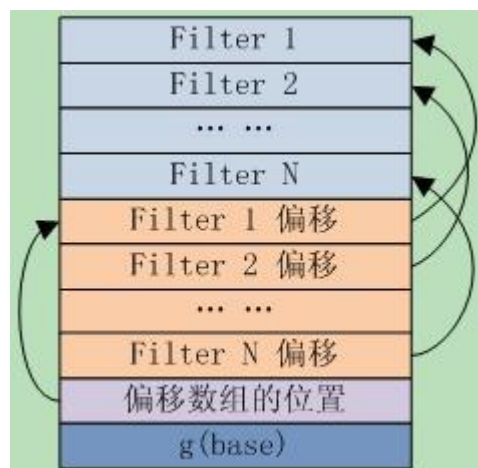 Filter 1
Filter 2
… …
Filter N
Filter 1 偏移
Filter 2 偏移
… …
Filter N 偏移
偏移数组的位置
g(base)